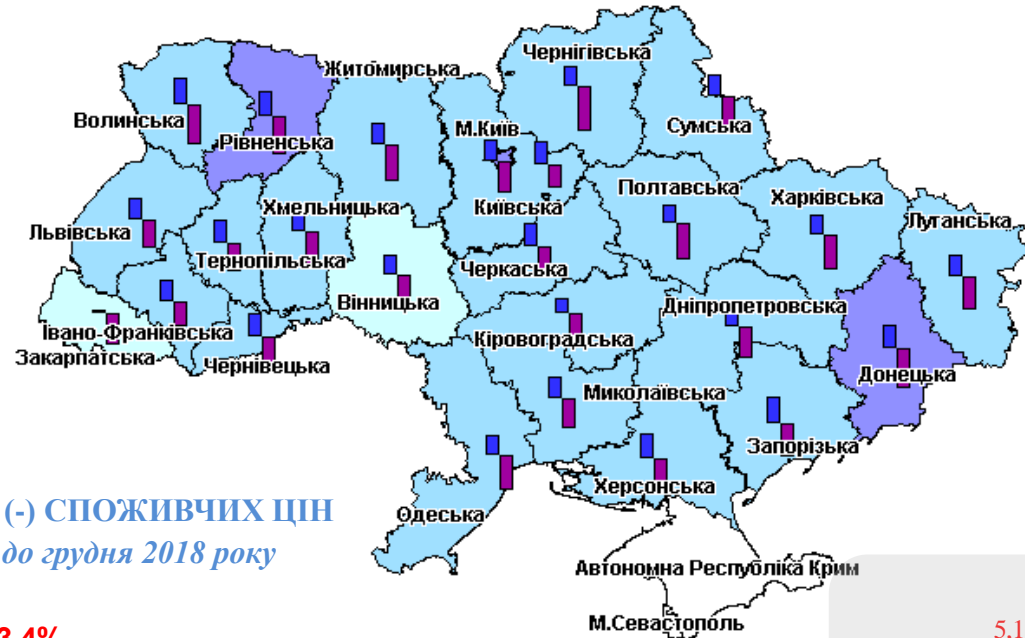 Чернігівська
Житомирська
Волинська
Рівненська
М.Київ
Сумська
Полтавська
Харківська
Хмельницька
Київська
Луганська
Львівська
Тернопільська
Черкаська
Вінницька
Дніпропетровська
Івано-Франківська
Кіровоградська
Закарпатська
Чернівецька
Донецька
Миколаївська
Запорізька
Херсонська
Одеська
(-) СПОЖИВЧИХ ЦІН
до грудня 2018 року
Автономна Республіка Крим
М.Севастополь
3,4%
5,1